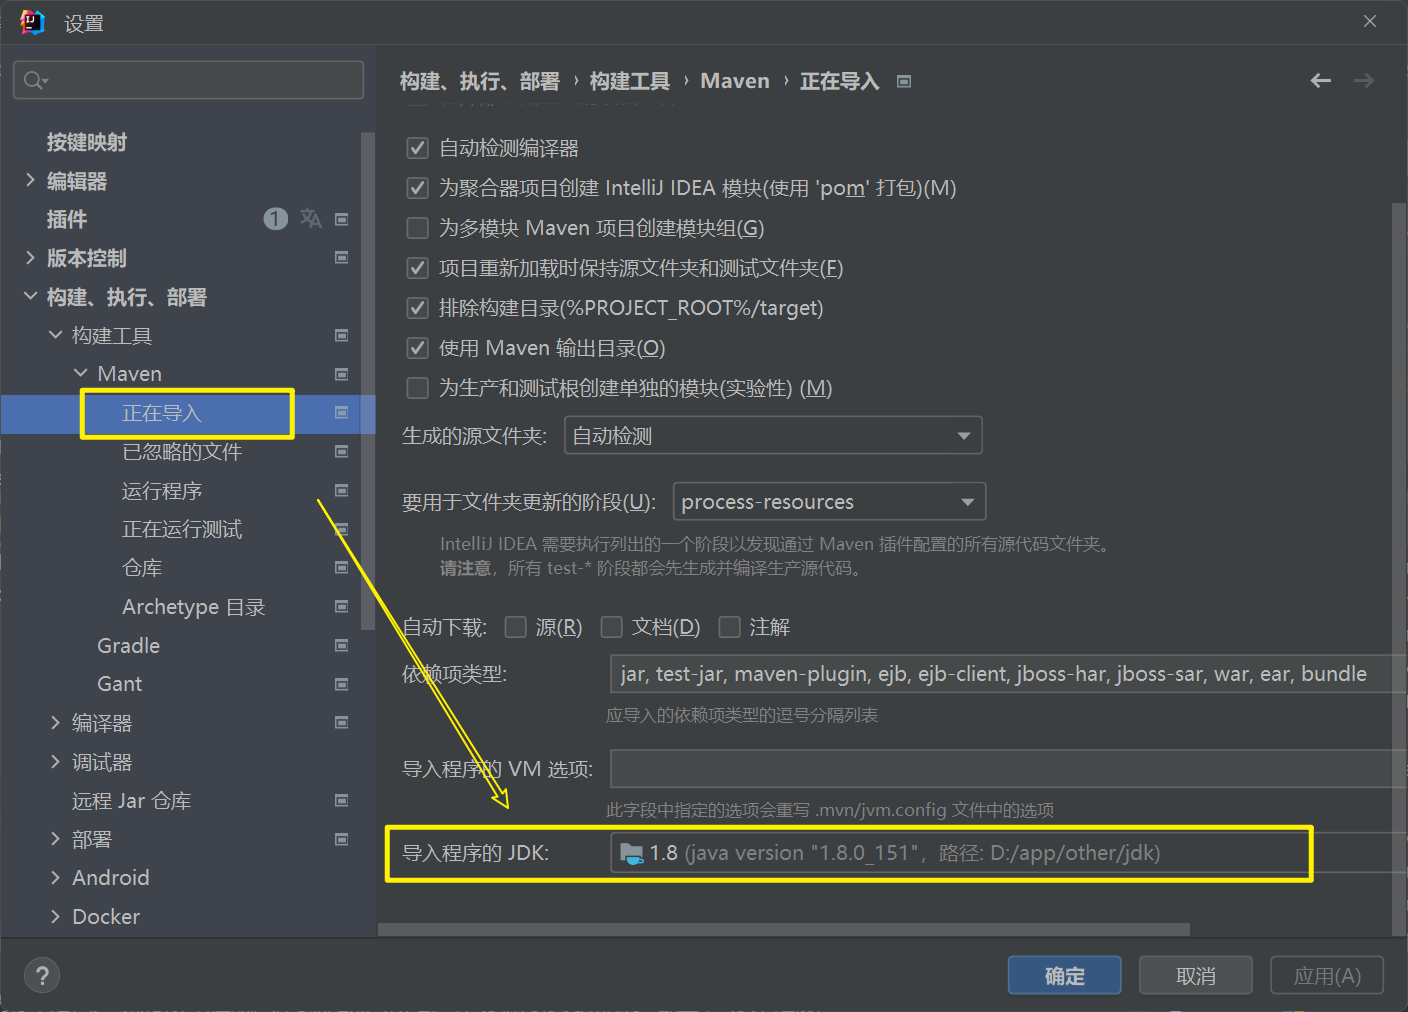 设置
构建、执行、部署 › 构建工具 › Maven › 正在导入
按键映射
编辑器
插件 1
版本控制
构建、执行、部署
构建工具
Maven
正在导入
已忽略的文件
运行程序
正在运行测试
仓库
Archetype 目录
Gradle
Gant
编译器
调试器
远程 Jar 仓库
部署
Android
Docker
自动检测编译器
为聚合器项目创建 IntelliJ IDEA 模块(使用 'pom' 打包)(M)
为多模块 Maven 项目创建模块组(G)
项目重新加载时保持源文件夹和测试文件夹(F)
排除构建目录(%PROJECT_ROOT%/target)
使用 Maven 输出目录(O)
为生产和测试根创建单独的模块(实验性) (M)
生成的源文件夹: 自动检测
要用于文件夹更新的阶段(U): process-resources
IntelliJ IDEA 需要执行列出的一个阶段以发现通过 Maven 插件配置的所有源代码文件夹。
请注意，所有 test-* 阶段都会先生成并编译生产源代码。
自动下载: 源(R) 文档(D) 注解
依赖项类型: jar, test-jar, maven-plugin, ejb, ejb-client, jboss-har, jboss-sar, war, ear, bundle
应导入的依赖项类型的逗号分隔列表
导入程序的 VM 选项:
此字段中指定的选项会重写 .mvn/jvm.config 文件中的选项
导入程序的 JDK: 1.8 (java version "1.8.0_151"，路径: D:/app/other/jdk)
? 确定 取消 应用(A)